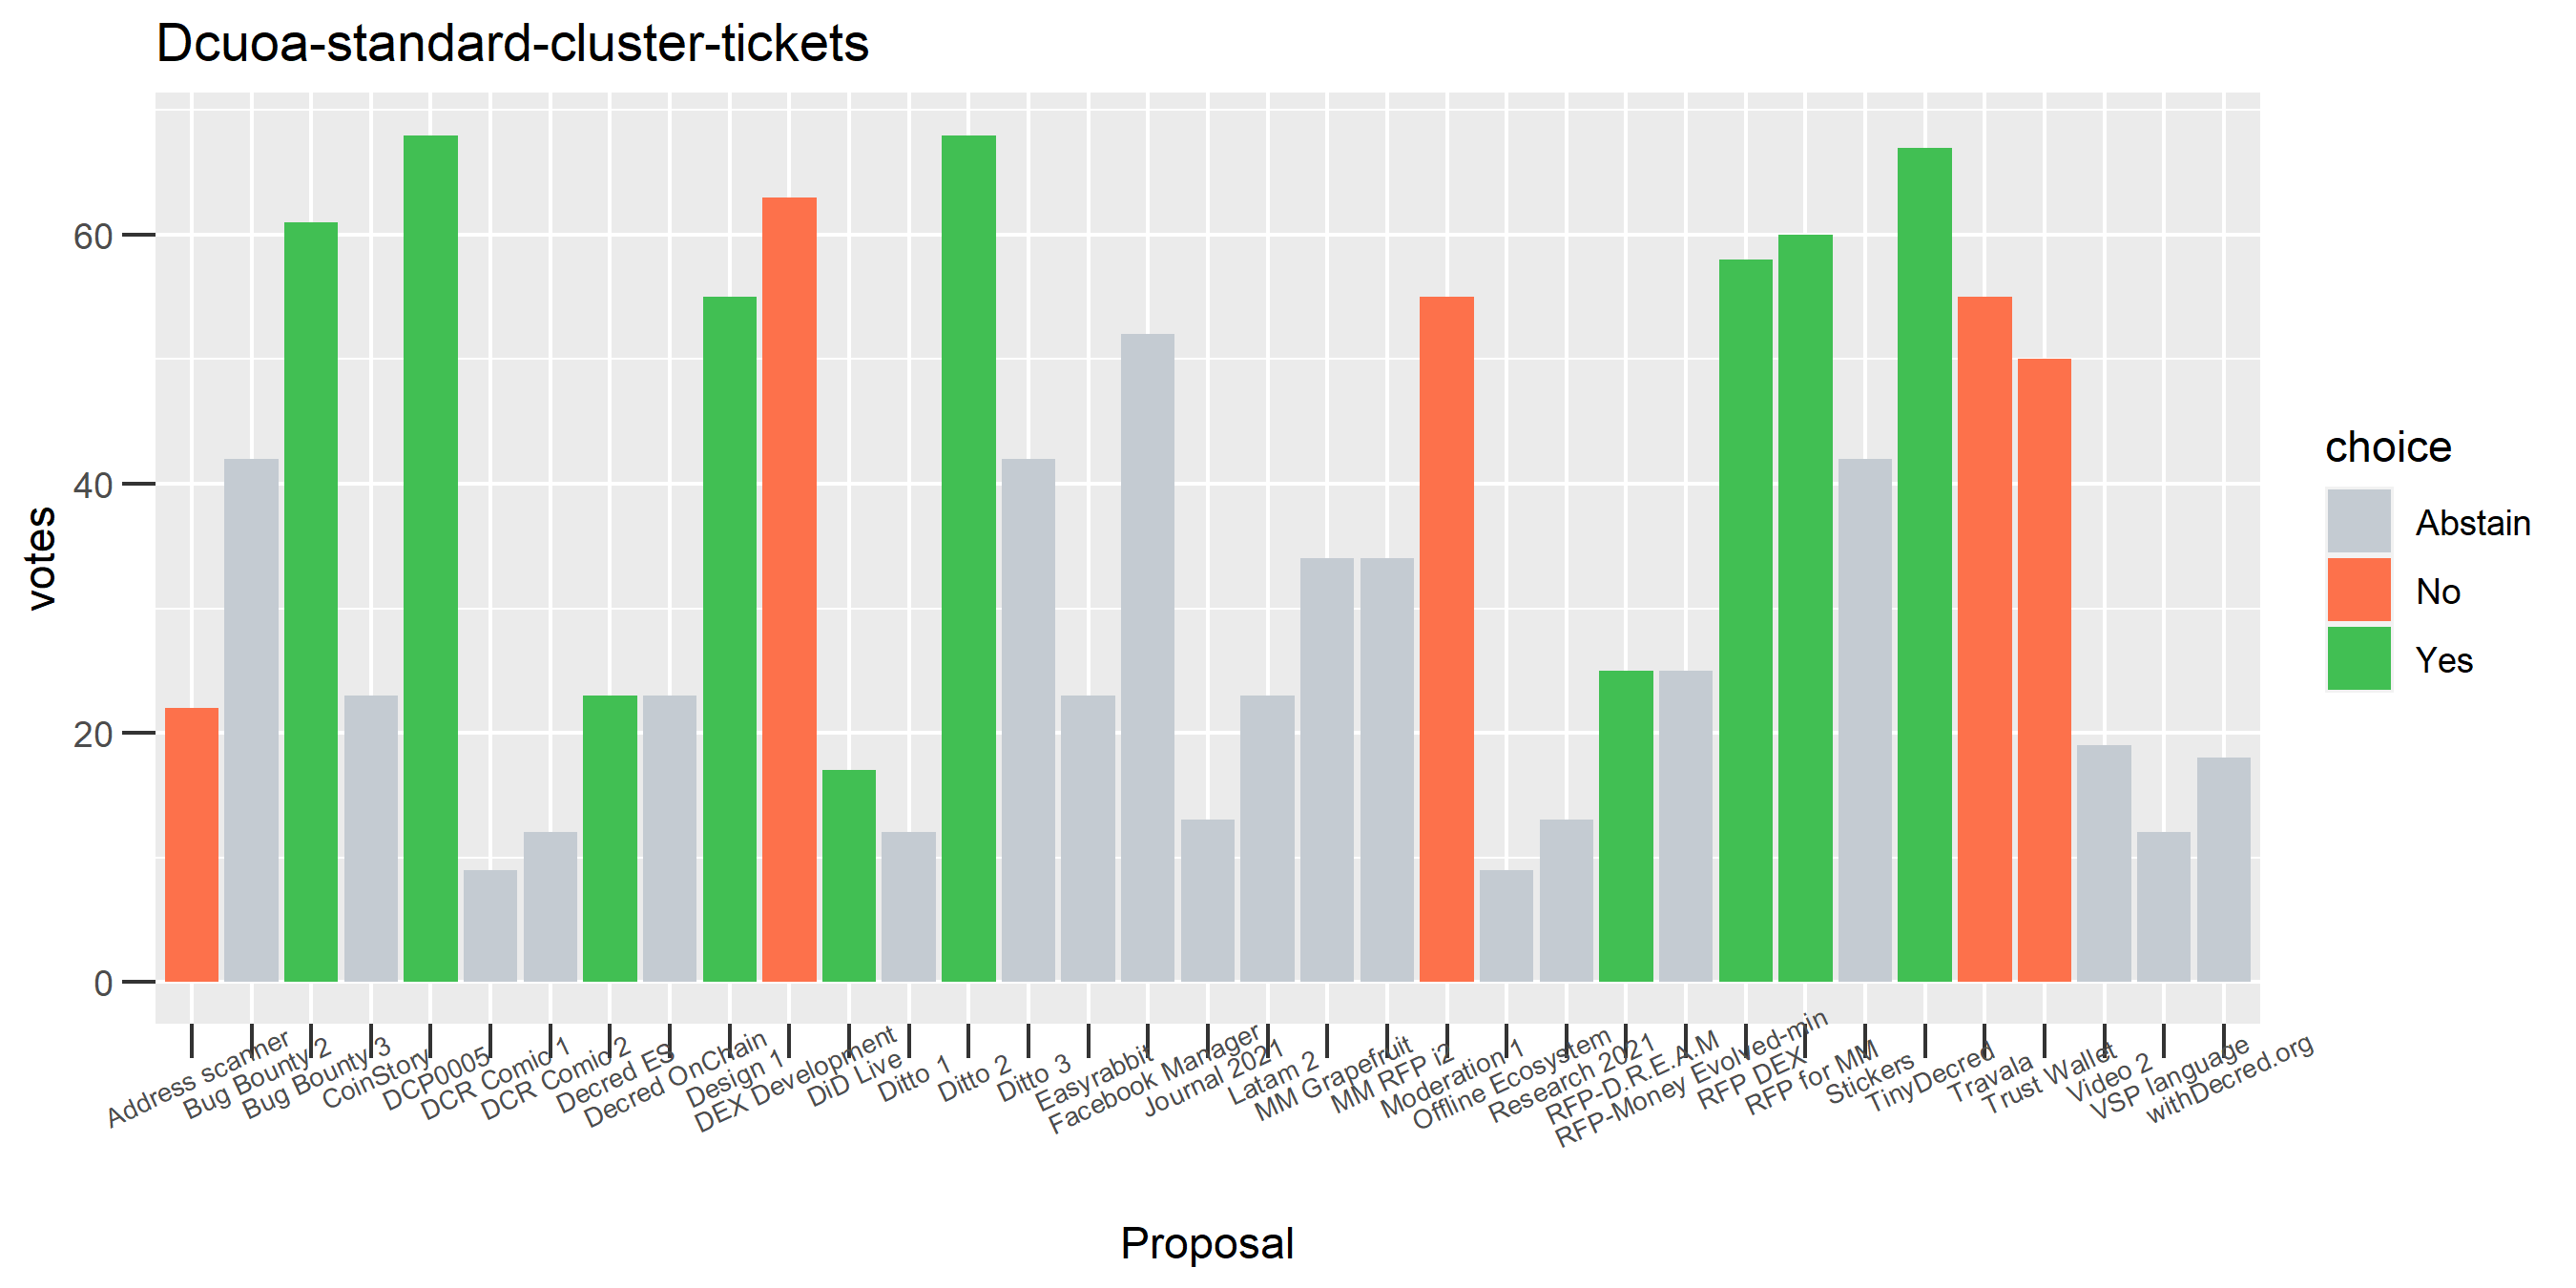 Dcuoa-standard-cluster-tickets
votes
60
40
20
0
Address scanner
Bug Bounty 2
Bug Bounty 3
CoinStory
DCP0005
DCR Comic 1
DCR Comic 2
Decred ES
Decred OnChain
Design 1
DEX Development
DiD Live
Ditto 1
Ditto 2
Ditto 3
Easyrabbit
Facebook Manager
Journal 2021
Latam 2
MM Grapefruit
MM RFP i2
Moderation 1
Offline Ecosystem
Research 2021
RFP-D.R.E.A.M
RFP-Money Evolved-min
RFP DEX
RFP for MM
Stickers
TinyDecred
Travala
Trust Wallet
Video 2
VSP language
withDecred.org
Proposal
choice
Abstain
No
Yes